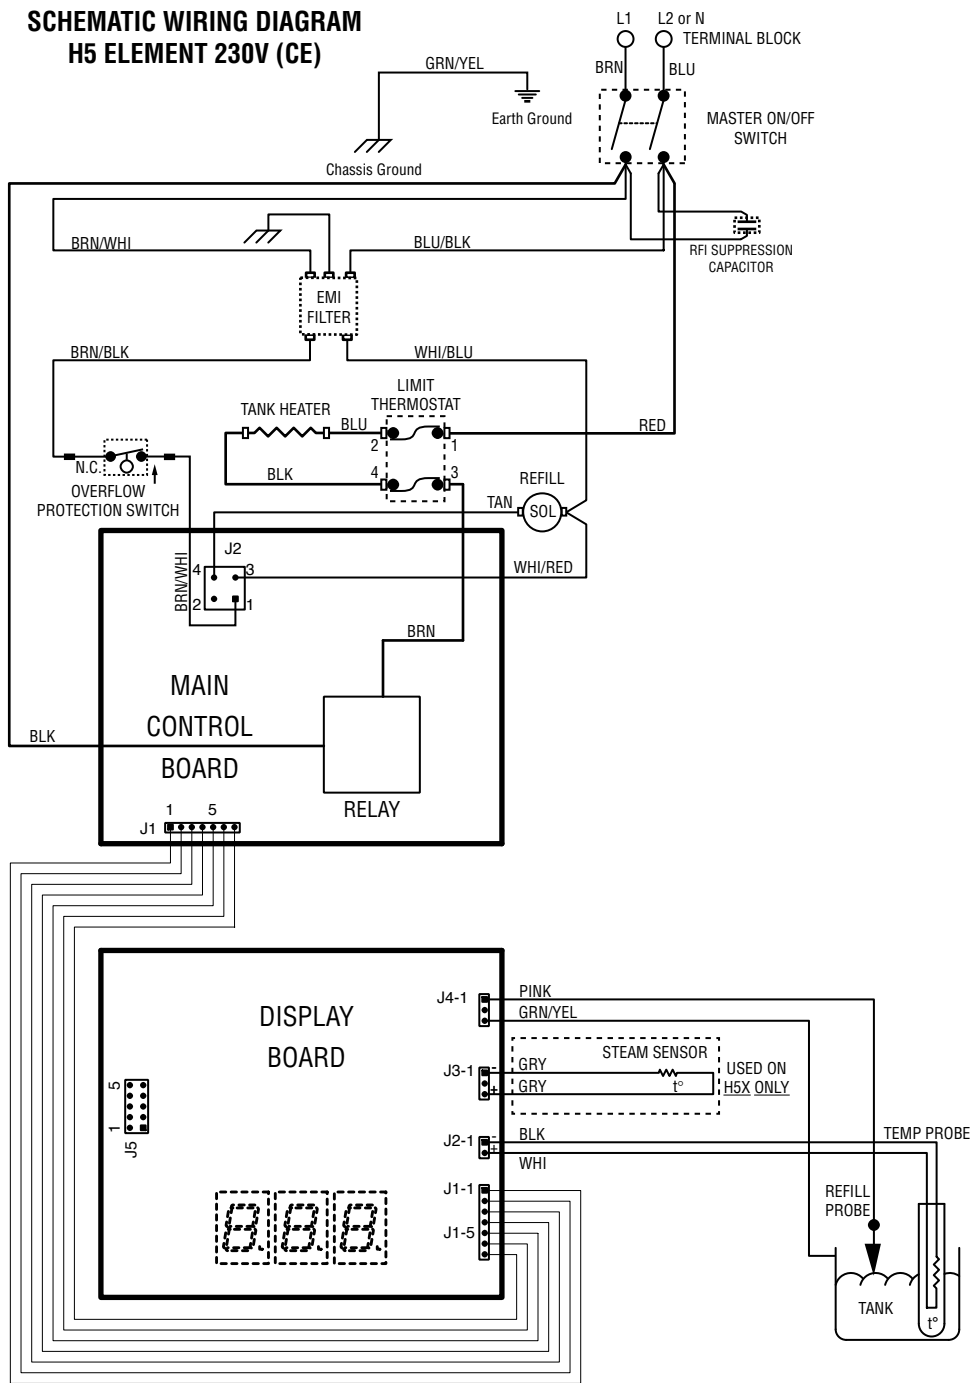 SCHEMATIC WIRING DIAGRAM
H5 ELEMENT 230V (CE)
L1
L2 or N
TERMINAL BLOCK
GRN/YEL
BRN
BLU
Earth Ground
MASTER ON/OFF
SWITCH
Chassis Ground
BRN/WHI
BLU/BLK
RFI SUPPRESSION
CAPACITOR
EMI
FILTER
BRN/BLK
WHI/BLU
LIMIT
THERMOSTAT
TANK HEATER
BLU
2
1
RED
N.C.
BLK
4
3
REFILL
OVERFLOW
PROTECTION SWITCH
TAN
SOL
J2
BRN/WHI
4
3
WHI/RED
2
1
BRN
MAIN
CONTROL
BOARD
BLK
RELAY
1
5
J1
DISPLAY
BOARD
J4-1
PINK
GRN/YEL
STEAM SENSOR
J3-1
-
GRY
t°
USED ON
H5X ONLY
+
GRY
5
1
J5
J2-1
-
BLK
TEMP PROBE
+
WHI
J1-1
REFILL
PROBE
J1-5
8.8.8.
TANK
t°